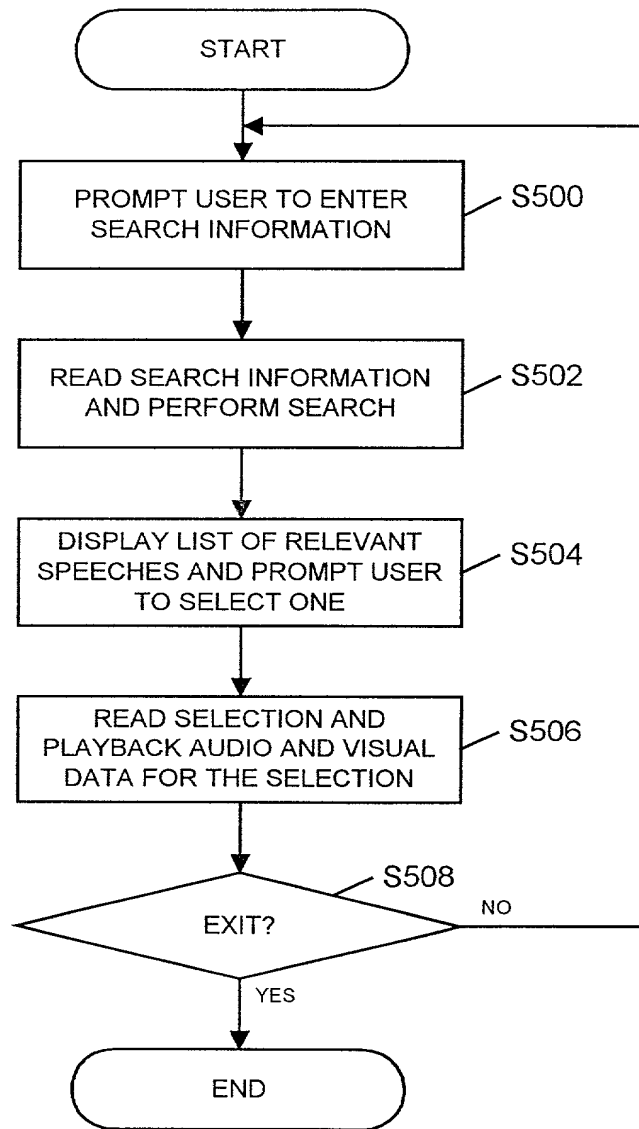 START
PROMPT USER TO ENTER
SEARCH INFORMATION
S500
READ SEARCH INFORMATION
AND PERFORM SEARCH
S502
DISPLAY LIST OF RELEVANT
SPEECHES AND PROMPT USER
TO SELECT ONE
S504
READ SELECTION AND
PLAYBACK AUDIO AND VISUAL
DATA FOR THE SELECTION
S506
S508
EXIT?
NO
YES
END